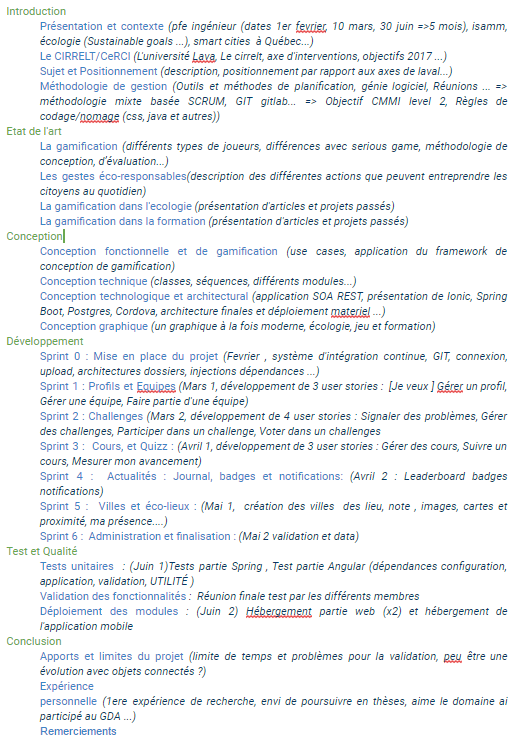 Introduction
Présentation et contexte (pfe ingénieur (dates 1er fevrier, 10 mars, 30 juin =>5 mois), isamm,
écologie (Sustainable goals ...), smart cities à Québec...)
Le CIRRELT/CeRCI (L'université Lava, Le cirrelt, axe d'interventions, objectifs 2017 ...)
Sujet et Positionnement (description, positionnement par rapport aux axes de laval...)
Méthodologie de gestion (Outils et méthodes de planification, génie logiciel, Réunions ... =>
méthodologie mixte basée SCRUM, GIT gitlab... => Objectif CMMI level 2, Règles de
codage/nomage (css, java et autres))
Etat de l'art
La gamification (différents types de joueurs, différences avec serious game, méthodologie de
conception, d'évaluation...)
Les gestes éco-responsables(description des différentes actions que peuvent entreprendre les
citoyens au quotidien)
La gamification dans l'ecologie (présentation d'articles et projets passés)
La gamification dans la formation (présentation d'articles et projets passés)
Conception
Conception fonctionnelle et de gamification (use cases, application du framework de
conception de gamification)
Conception technique (classes, séquences, différents modules...)
Conception technologique et architectural (application SOA REST, présentation de Ionic, Spring
Boot, Postgres, Cordova, architecture finales et déploiement materiel ...)
Conception graphique (un graphique à la fois moderne, écologie, jeu et formation)
Développement
Sprint 0 : Mise en place du projet (Fevrier , système d'intégration continue, GIT, connexion,
upload, architectures dossiers, injections dépendances ...)
Sprint 1 : Profils et Equipes (Mars 1, développement de 3 user stories : [Je veux ] Gérer un profil,
Gérer une équipe, Faire partie d'une équipe)
Sprint 2 : Challenges (Mars 2, développement de 4 user stories : Signaler des problèmes, Gérer
des challenges, Participer dans un challenge, Voter dans un challenges
Sprint 3 : Cours, et Quizz : (Avril 1, développement de 3 user stories : Gérer des cours, Suivre un
cours, Mesurer mon avancement)
Sprint 4 : Actualités : Journal, badges et notifications: (Avril 2 : Leaderboard badges
notifications)
Sprint 5 : Villes et éco-lieux : (Mai 1, création des villes des lieu, note , images, cartes et
proximité, ma présence....)
Sprint 6 : Administration et finalisation : (Mai 2 validation et data)
Test et Qualité
Tests unitaires : (Juin 1)Tests partie Spring , Test partie Angular (dépendances configuration,
application, validation, UTILITÉ )
Validation des fonctionnalités : Réunion finale test par les différents membres
Déploiement des modules : (Juin 2) Hébergement partie web (x2) et hébergement de
l'application mobile
Conclusion
Apports et limites du projet (limite de temps et problèmes pour la validation, peu être une
évolution avec objets connectés ?)
Expérience
personnelle (1ere expérience de recherche, envi de poursuivre en thèses, aime le domaine ai
participé au GDA ...)
Remerciements